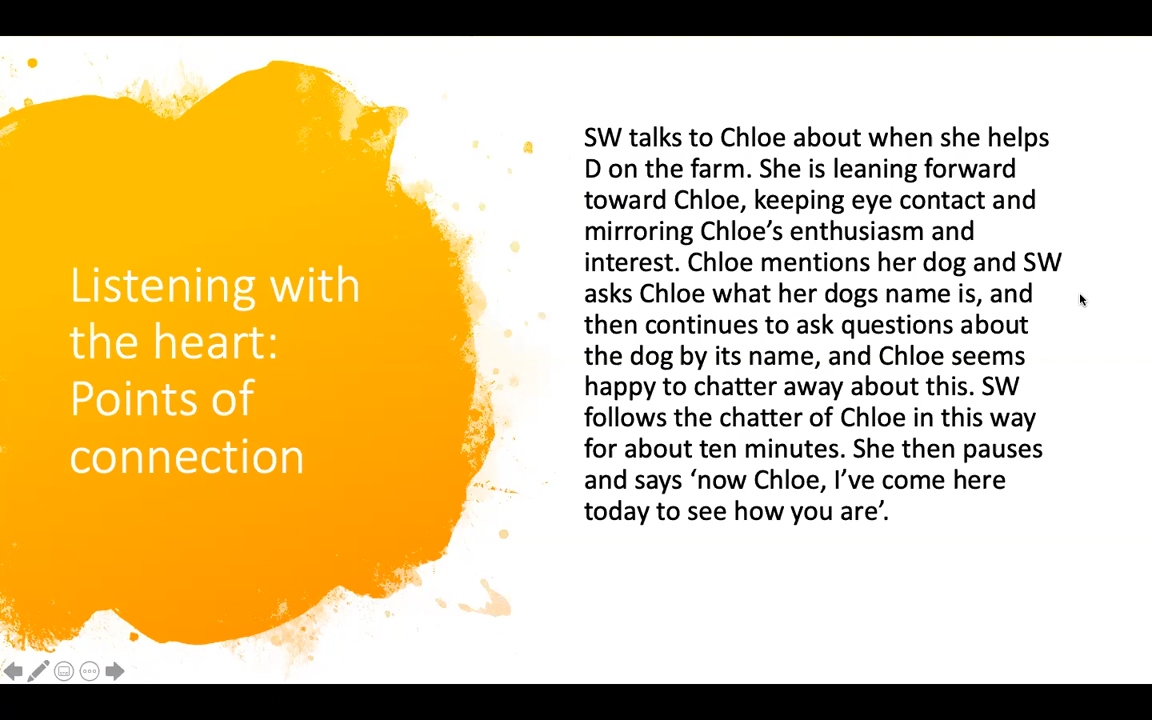 Listening with
the heart:
Points of
connection
SW talks to Chloe about when she helps
D on the farm. She is leaning forward
toward Chloe, keeping eye contact and
mirroring Chloe’s enthusiasm and
interest. Chloe mentions her dog and SW
asks Chloe what her dogs name is, and
then continues to ask questions about
the dog by its name, and Chloe seems
happy to chatter away about this. SW
follows the chatter of Chloe in this way
for about ten minutes. She then pauses
and says ‘now Chloe, I’ve come here
today to see how you are’.